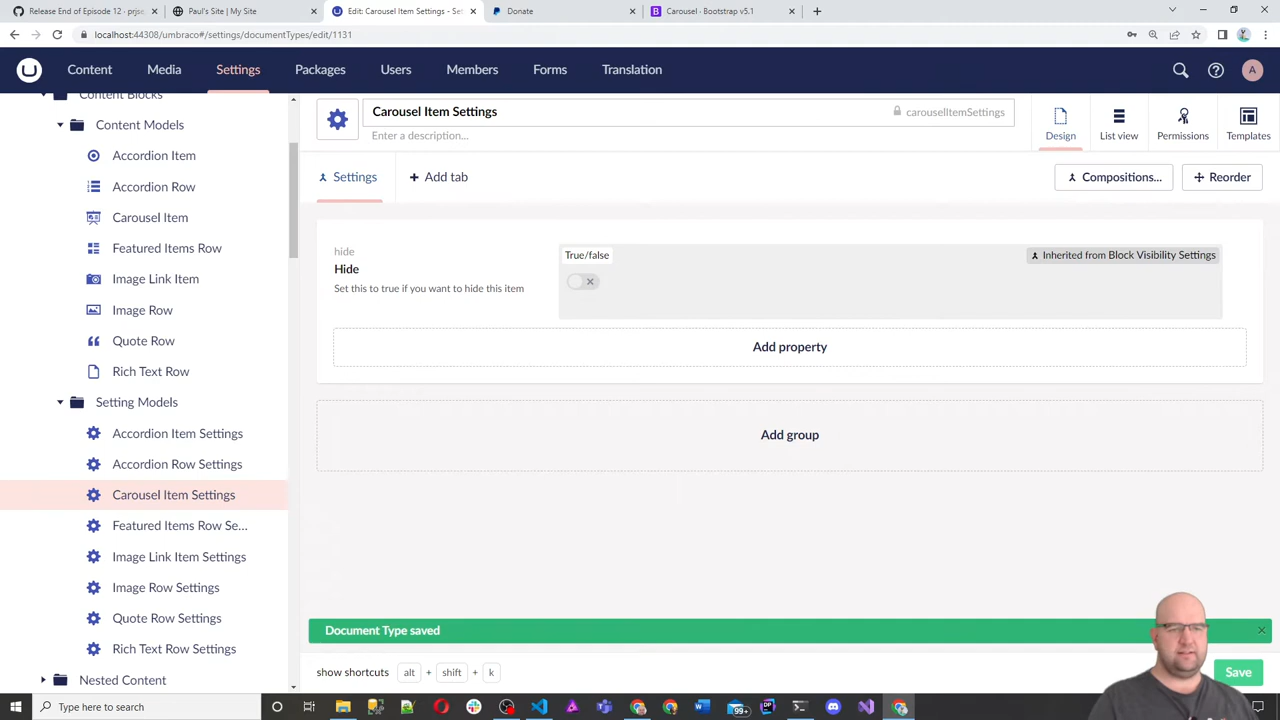 Release End of Episode 12 - prjse
Paul's Site | My Site
Edit: Carousel Item Settings - Set
Donate
Carousel · Bootstrap v5.1
localhost:44308/umbraco#/settings/documentTypes/edit/1131
Content
Media
Settings
Packages
Users
Members
Forms
Translation
A
Content Blocks
Content Models
Accordion Item
Accordion Row
Carousel Item
Featured Items Row
Image Link Item
Image Row
Quote Row
Rich Text Row
Setting Models
Accordion Item Settings
Accordion Row Settings
Carousel Item Settings
Featured Items Row Se...
Image Link Item Settings
Image Row Settings
Quote Row Settings
Rich Text Row Settings
Nested Content
Carousel Item Settings
carouselItemSettings
Enter a description...
Design
List view
Permissions
Templates
Settings
Add tab
Compositions...
Reorder
hide
Hide
Set this to true if you want to hide this item
True/false
Inherited from Block Visibility Settings
Add property
Add group
Document Type saved
show shortcuts alt + shift + k
Save
Type here to search
99+